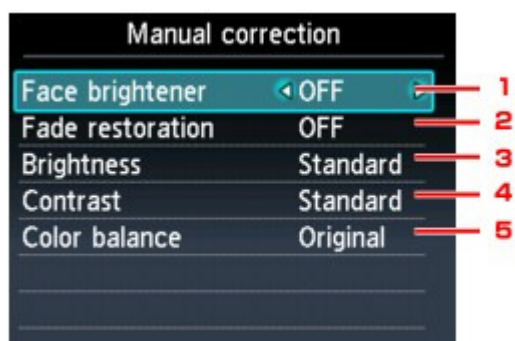 Manual correction
Face brightener OFF 1
Fade restoration OFF 2
Brightness Standard 3
Contrast Standard 4
Color balance Original 5